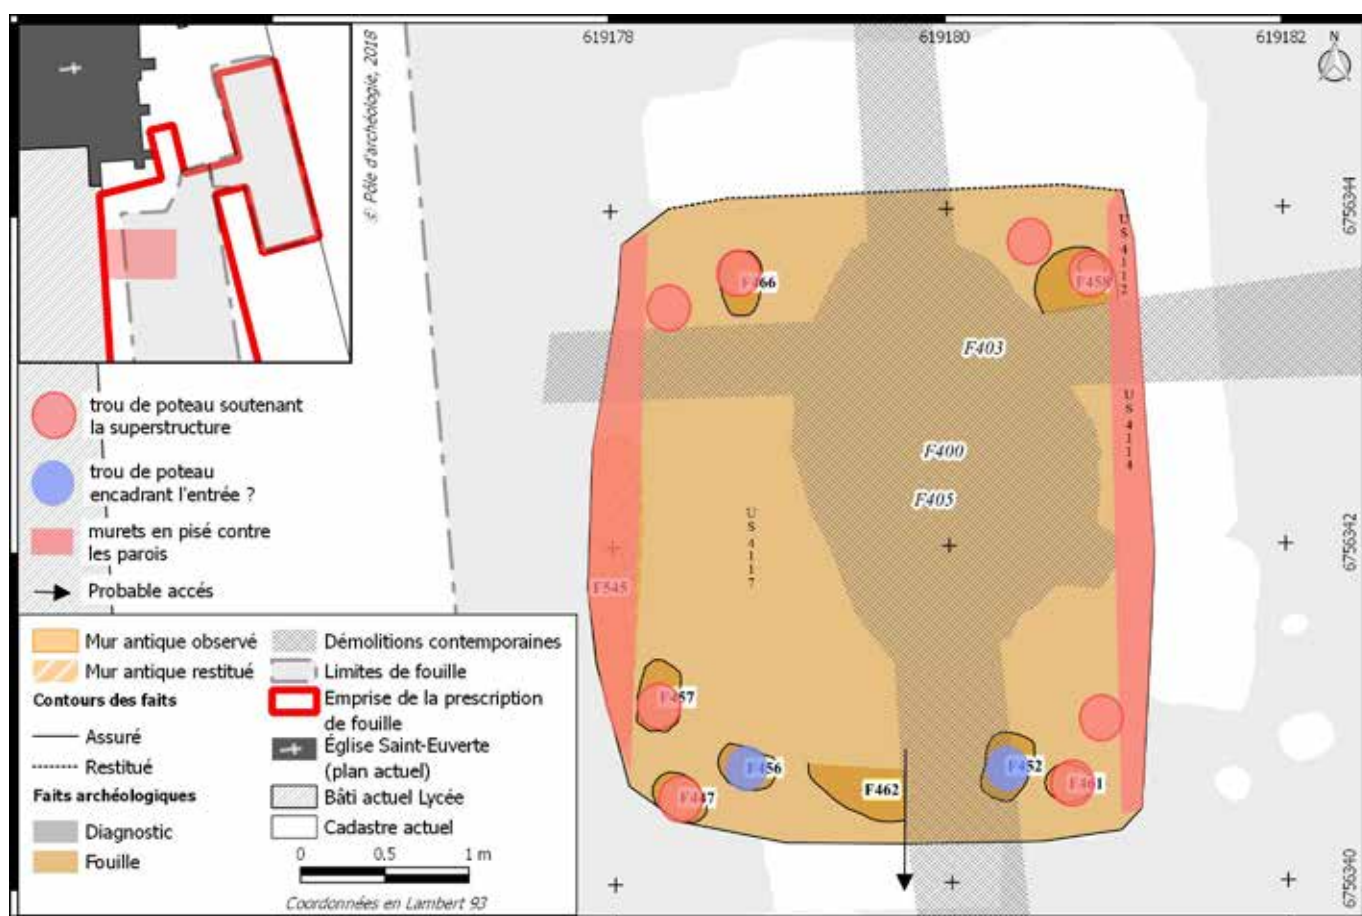 619178
619180
619182
N
© Pôle d'archéologie, 2018
6756344
6756342
6756340
F466
F458
US 4112
F403
US 4114
F400
F405
US 4117
F545
F457
F456
F452
F462
F447
F461
trou de poteau soutenant
la superstructure
trou de poteau
encadrant l'entrée ?
murets en pisé contre
les parois
Probable accés
Mur antique observé
Mur antique restitué
Contours des faits
Assuré
Restitué
Faits archéologiques
Diagnostic
Fouille
Démolitions contemporaines
Limites de fouille
Emprise de la prescription
de fouille
Église Saint-Euverte
(plan actuel)
Bâti actuel Lycée
Cadastre actuel
0 0.5 1 m
Coordonnées en Lambert 93